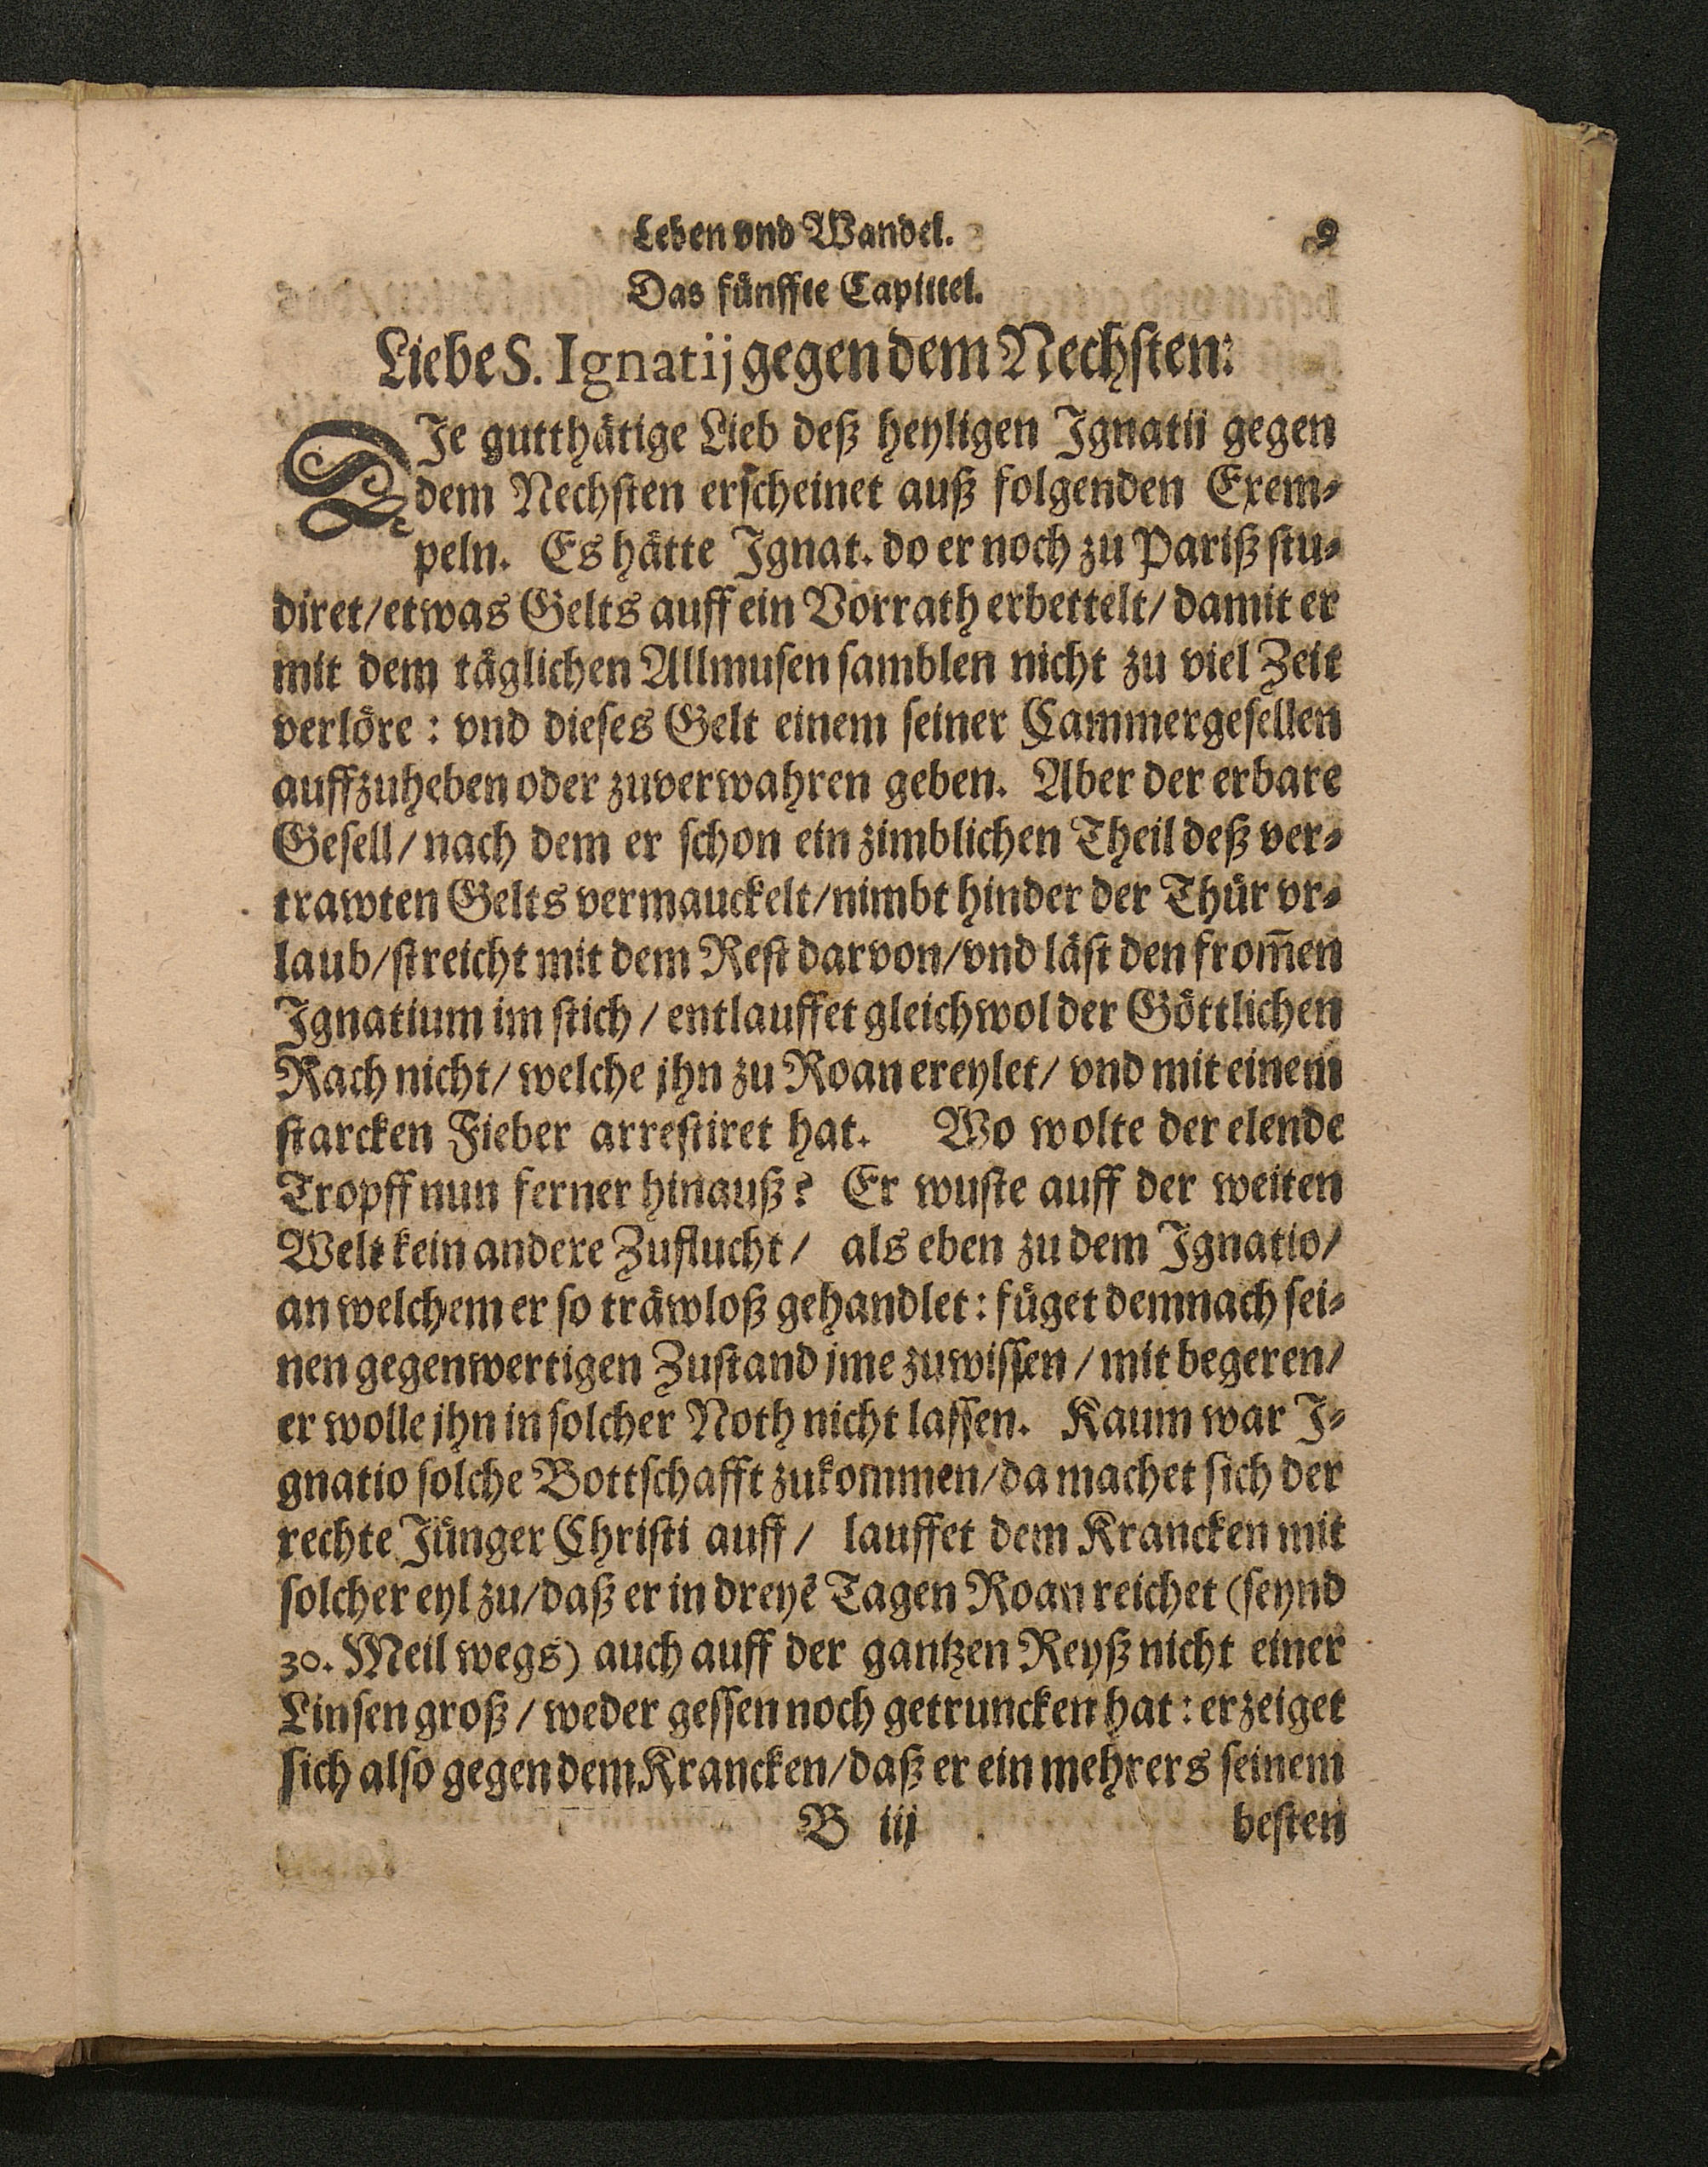 Leben vnd Wandel. 9
Das fünffte Capittel.
Liebe S. Ignatij gegen dem Nechsten:
DIe gutthätige Lieb deß heyligen Ignatii gegen
dem Nechsten erscheinet auß folgenden Exem-
peln. Es hätte Ignat. do er noch zu Pariß stu-
diret/etwas Gelts auff ein Vorrath erbettelt/ damit er
mit dem täglichen Allmusen samblen nicht zu viel Zeit
verlöre : vnd dieses Gelt einem seiner Cammergesellen
auffzuheben oder zuverwahren geben. Aber der erbare
Gesell/ nach dem er schon ein zimblichen Theil deß ver-
trawten Gelts vermauckelt/nimbt hinder der Thür vr-
laub/streicht mit dem Rest darvon/vnd läst den from̃en
Ignatium im stich / entlauffet gleichwol der Göttlichen
Rach nicht/ welche jhn zu Roan ereylet/ vnd mit einem
starcken Fieber arrestiret hat. Wo wolte der elende
Tropff nun ferner hinauß? Er wuste auff der weiten
Welt kein andere Zuflucht/ als eben zu dem Ignatio/
an welchem er so träwloß gehandlet : füget demnach sei-
nen gegenwertigen Zustand jme zuwissen / mit begeren/
er wolle jhn in solcher Noth nicht lassen. Kaum war I-
gnatio solche Bottschafft zukommen/da machet sich der
rechte Jünger Christi auff / lauffet dem Krancken mit
solcher eyl zu/daß er in dreyẽ Tagen Roan reichet (seynd
30. Meil wegs) auch auff der gantzen Reyß nicht einer
Linsen groß / weder gessen noch getruncken hat : erzeiget
sich also gegen dem Krancken/daß er ein mehrers seinem
B iij besten